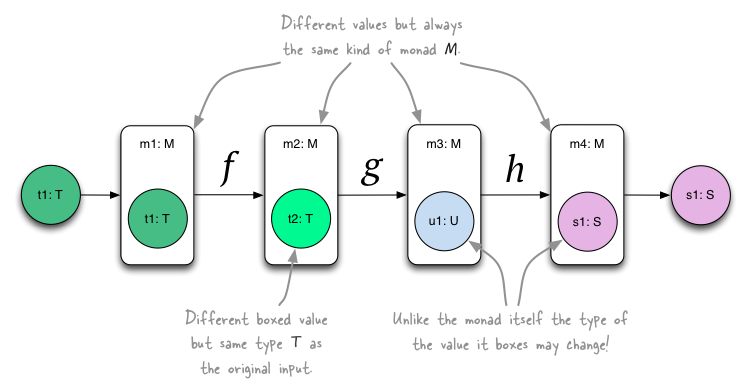 Different values but always
the same kind of monad M.
m1: M
m2: M
m3: M
m4: M
f
g
h
t1: T
t1: T
t2: T
u1: U
s1: S
s1: S
Different boxed value
but same type T as
the original input.
Unlike the monad itself the type of
the value it boxes may change!